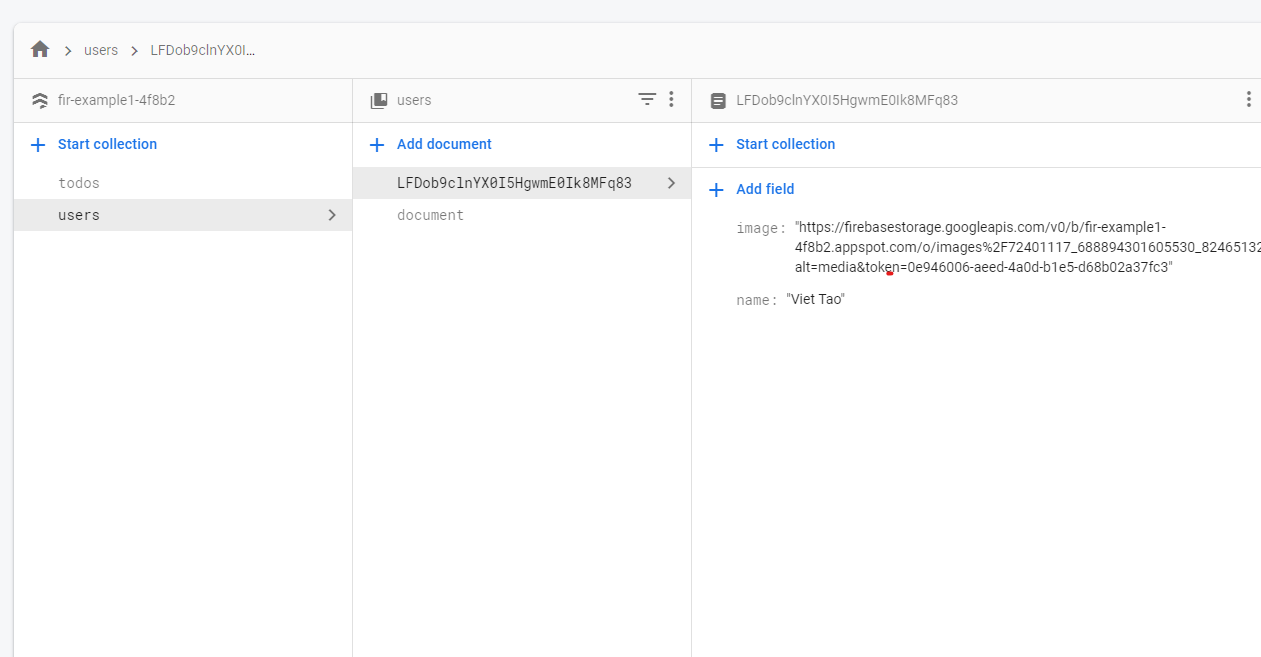 users
LFDob9clnYX0I…
fir-example1-4f8b2
users
LFDob9clnYX0I5HgwmE0Ik8MFq83
Start collection
Add document
Start collection
todos
LFDob9clnYX0I5HgwmE0Ik8MFq83
Add field
users
document
image: "https://firebasestorage.googleapis.com/v0/b/fir-example1-
4f8b2.appspot.com/o/images%2F72401117_688894301605530_82465132
alt=media&token=0e946006-aeed-4a0d-b1e5-d68b02a37fc3"
name: "Viet Tao"